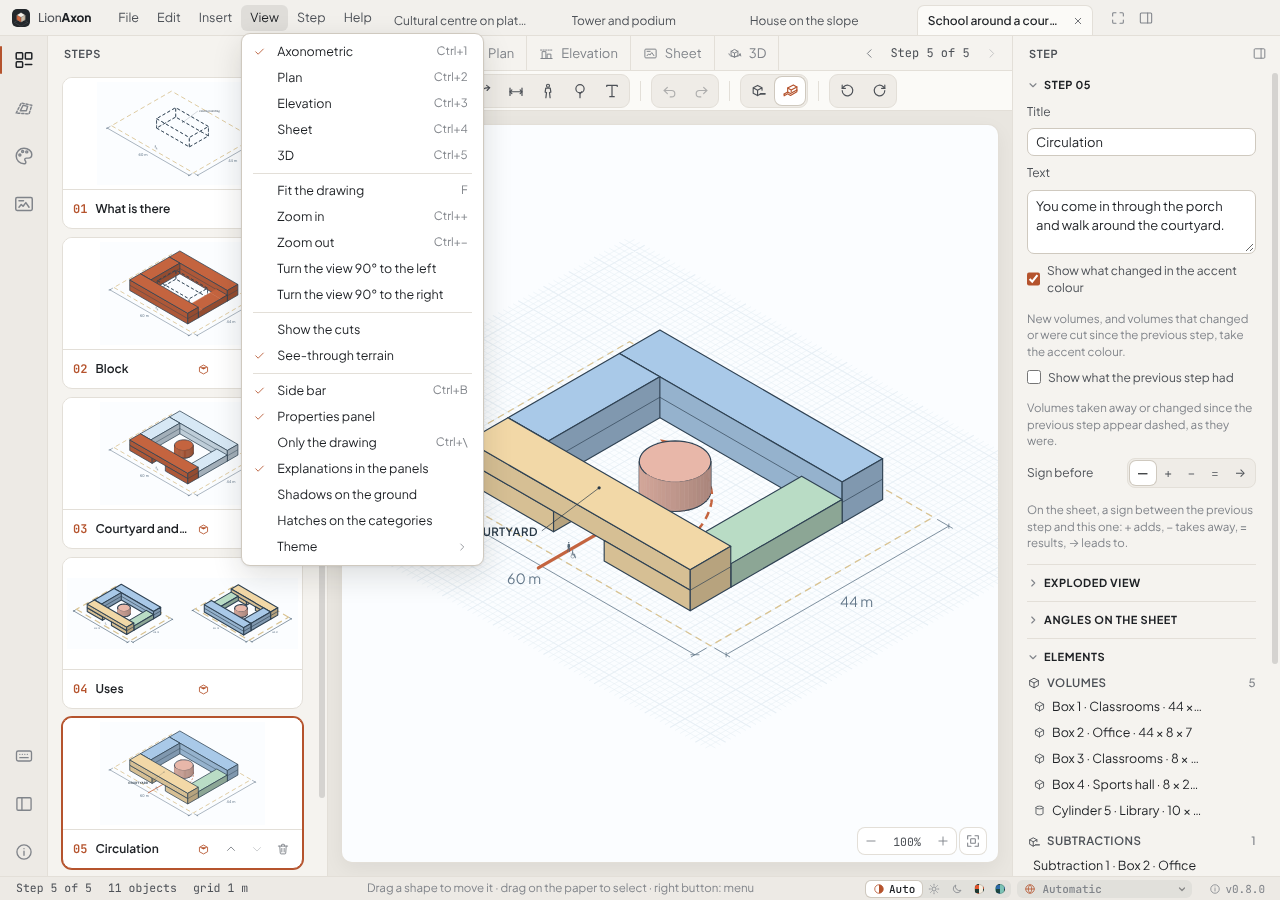 LionAxon
File
Edit
Insert
View
Step
Help
Cultural centre on plat...
Tower and podium
House on the slope
School around a cour...
STEPS
Axonometric Ctrl+1
Plan Ctrl+2
Elevation Ctrl+3
Sheet Ctrl+4
3D Ctrl+5
Fit the drawing F
Zoom in Ctrl++
Zoom out Ctrl+−
Turn the view 90° to the left
Turn the view 90° to the right
Show the cuts
See-through terrain
Side bar Ctrl+B
Properties panel
Only the drawing Ctrl+\
Explanations in the panels
Shadows on the ground
Hatches on the categories
Theme
Plan
Elevation
Sheet
3D
Step 5 of 5
01 What is there
02 Block
03 Courtyard and...
04 Uses
05 Circulation
URTYARD
60 m
44 m
100%
STEP
STEP 05
Title
Circulation
Text
You come in through the porch
and walk around the courtyard.
Show what changed in the accent
colour
New volumes, and volumes that changed
or were cut since the previous step, take
the accent colour.
Show what the previous step had
Volumes taken away or changed since the
previous step appear dashed, as they
were.
Sign before — + − = →
On the sheet, a sign between the previous
step and this one: + adds, − takes away, =
results, → leads to.
EXPLODED VIEW
ANGLES ON THE SHEET
ELEMENTS
VOLUMES 5
Box 1 · Classrooms · 44 ×...
Box 2 · Office · 44 × 8 × 7
Box 3 · Classrooms · 8 × ...
Box 4 · Sports hall · 8 × 2...
Cylinder 5 · Library · 10 × ...
SUBTRACTIONS 1
Subtraction 1 · Box 2 · Office
Step 5 of 5
11 objects
grid 1 m
Drag a shape to move it · drag on the paper to select · right button: menu
Auto
Automatic
v0.8.0